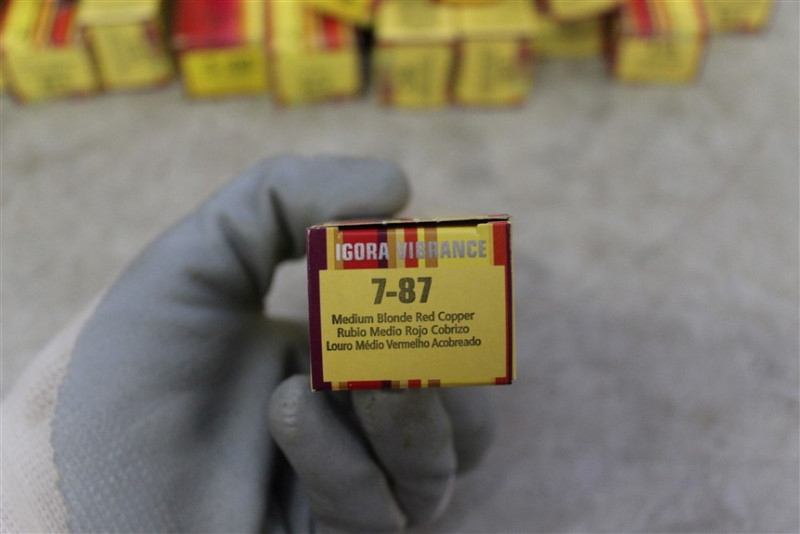 IGORA VIBRANCE
7-87
Medium Blonde Red Copper
Rubio Medio Rojo Cobrizo
Louro Médio Vermelho Acobreado